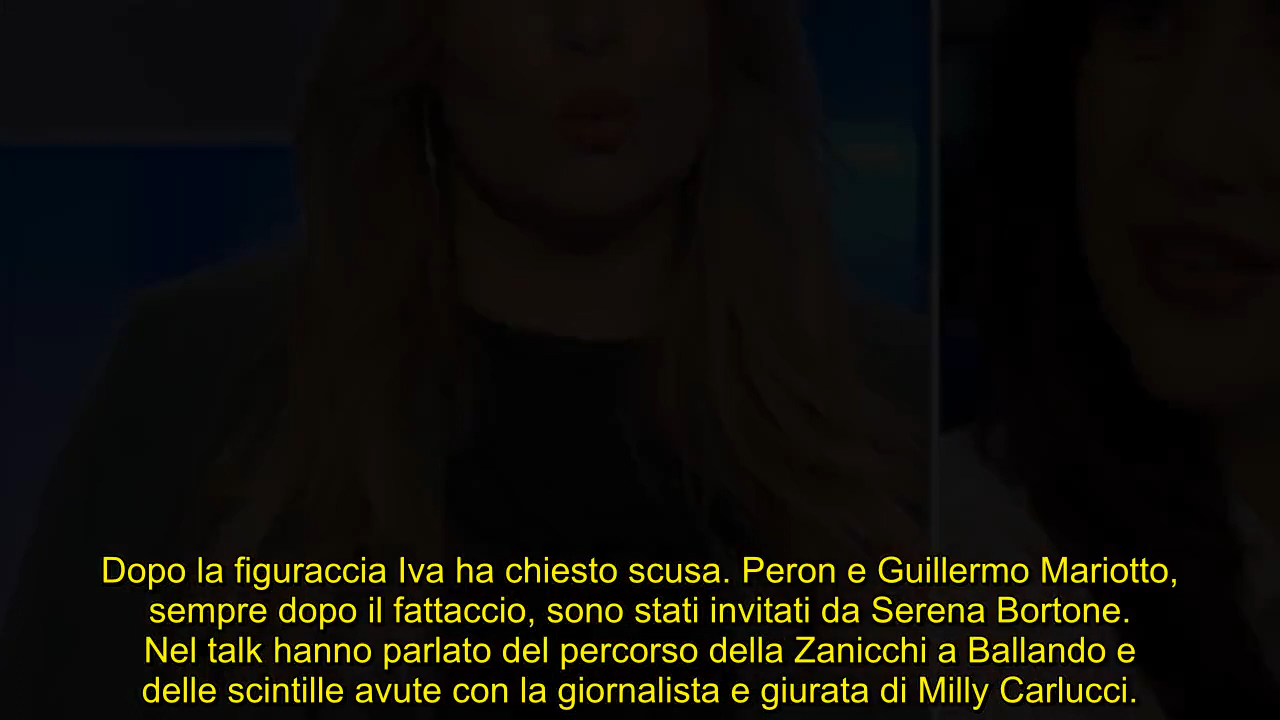 Dopo la figuraccia Iva ha chiesto scusa. Peron e Guillermo Mariotto,
sempre dopo il fattaccio, sono stati invitati da Serena Bortone.
Nel talk hanno parlato del percorso della Zanicchi a Ballando e
delle scintille avute con la giornalista e giurata di Milly Carlucci.